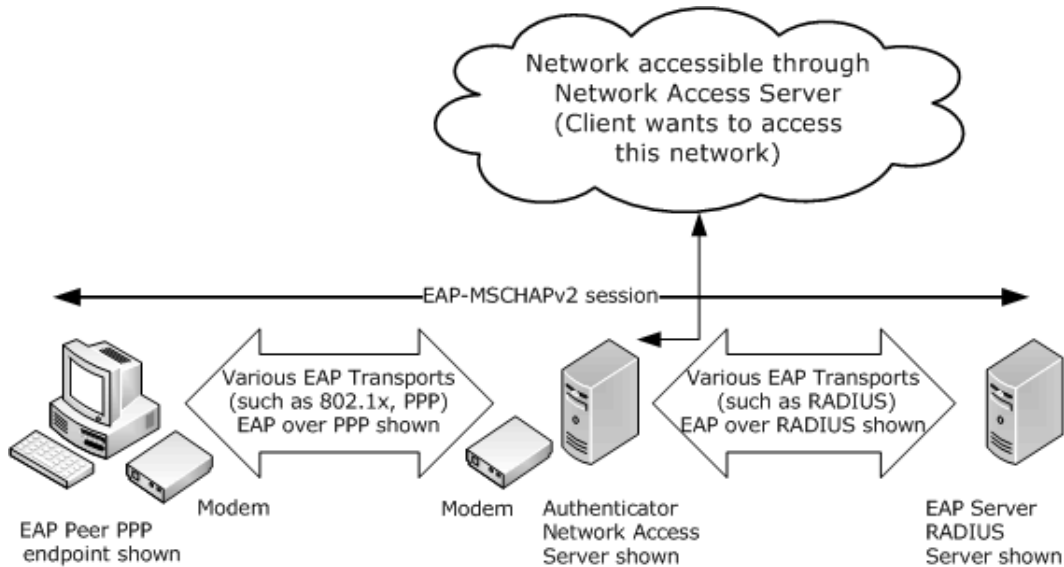 Network accessible through
Network Access Server
(Client wants to access
this network)
EAP-MSCHAPv2 session
Various EAP Transports
(such as 802.1x, PPP)
EAP over PPP shown
Various EAP Transports
(such as RADIUS)
EAP over RADIUS shown
EAP Peer PPP
endpoint shown
Modem
Modem
Authenticator
Network Access
Server shown
EAP Server
RADIUS
Server shown